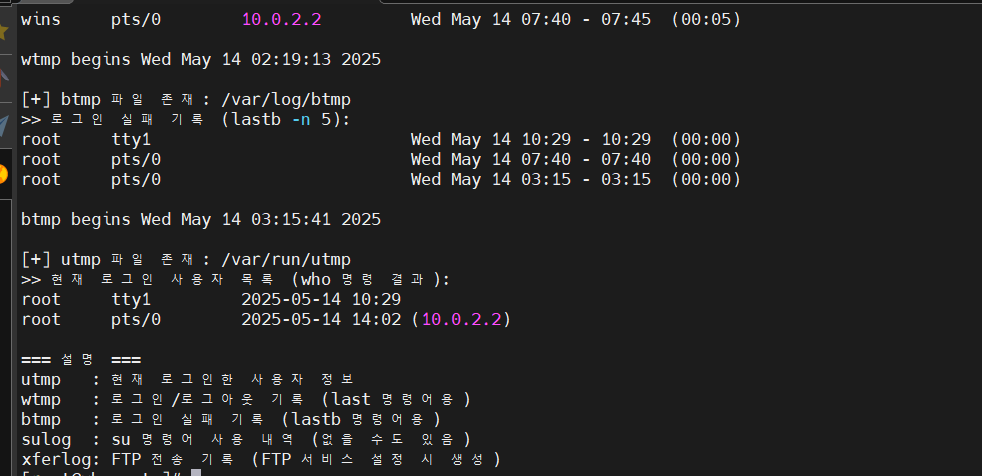 wins pts/0 10.0.2.2 Wed May 14 07:40 - 07:45 (00:05)
wtmp begins Wed May 14 02:19:13 2025
[+] btmp 파일 존재 : /var/log/btmp
>> 로그인 실패 기록 (lastb -n 5):
root tty1 Wed May 14 10:29 - 10:29 (00:00)
root pts/0 Wed May 14 07:40 - 07:40 (00:00)
root pts/0 Wed May 14 03:15 - 03:15 (00:00)
btmp begins Wed May 14 03:15:41 2025
[+] utmp 파일 존재 : /var/run/utmp
>> 현재 로그인 사용자 목록 (who 명령 결과 ):
root tty1 2025-05-14 10:29
root pts/0 2025-05-14 14:02 (10.0.2.2)
=== 설명 ===
utmp : 현재 로그인한 사용자 정보
wtmp : 로그인 /로그아웃 기록 (last 명령어용 )
btmp : 로그인 실패 기록 (lastb 명령어용 )
sulog : su 명령어 사용 내역 (없을 수도 있음 )
xferlog: FTP 전송 기록 (FTP 서비스 설정 시 생성 )